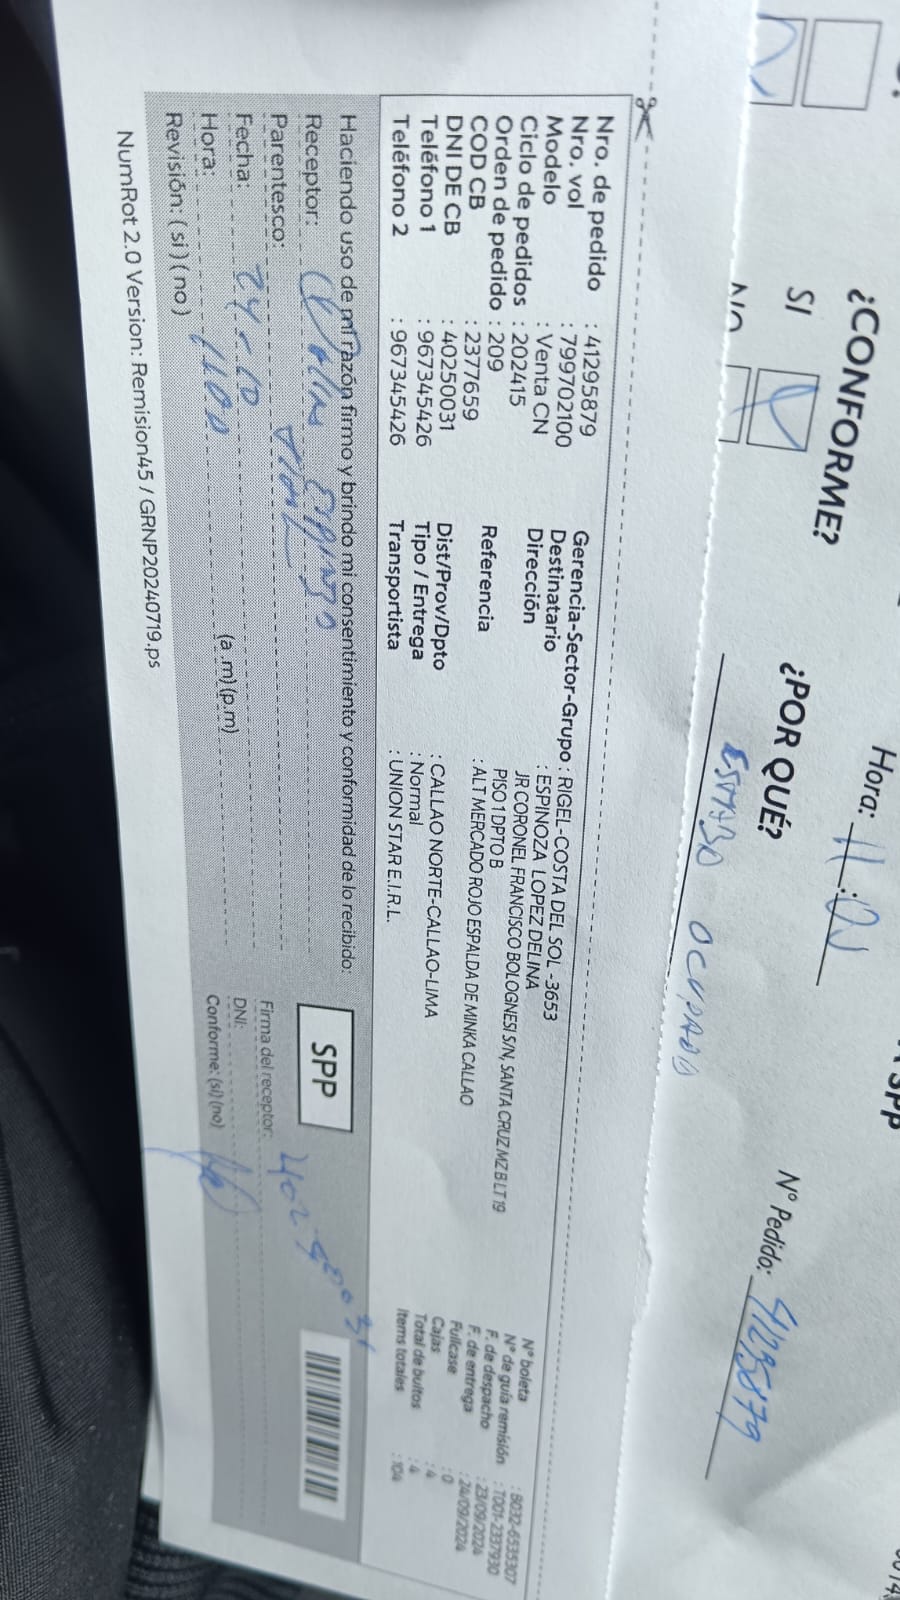 ¿CONFORME?
Hora: 11:
SI
NO
¿POR QUÉ?
ESTABO OCUPADO
N° Pedido: 41295879
Nro. de pedido : 41295879
Nro. vol : 799702100
Modelo : Venta CN
Ciclo de pedidos : 202415
Orden de pedido : 209
COD CB : 2377659
DNI DE CB : 40250031
Teléfono 1 : 967345426
Teléfono 2 : 967345426
Gerencia-Sector-Grupo : RIGEL-COSTA DEL SOL -3653
Destinatario : ESPINOZA LOPEZ DELINA
Dirección JR CORONEL FRANCISCO BOLOGNESI S/N, SANTA CRUZ MZ B LT 19
PISO 1 DPTO B
Referencia : ALT MERCADO ROJO ESPALDA DE MINKA CALLAO
Dist/Prov/Dpto : CALLAO NORTE-CALLAO-LIMA
Tipo / Entrega : Normal
Transportista : UNION STAR E.I.R.L.
N° boleta : B032-6535307
N° de guía remisión : T001-2337930
F. de despacho : 23/09/2024
F. de entrega : 24/09/2024
Fullcase : 0
Cajas : 4
Total de bultos : 4
Items totales : 104
Haciendo uso de mi razón firmo y brindo mi consentimiento y conformidad de lo recibido:
Receptor:
Parentesco:
Fecha: 24-10
Hora: 11:00 (a .m) (p.m)
Revisión: ( si ) ( no )
SPP
40250031
Firma del receptor:
DNI:
Conforme: (si) (no)
NumRot 2.0 Version: Remision45 / GRNP20240719.ps